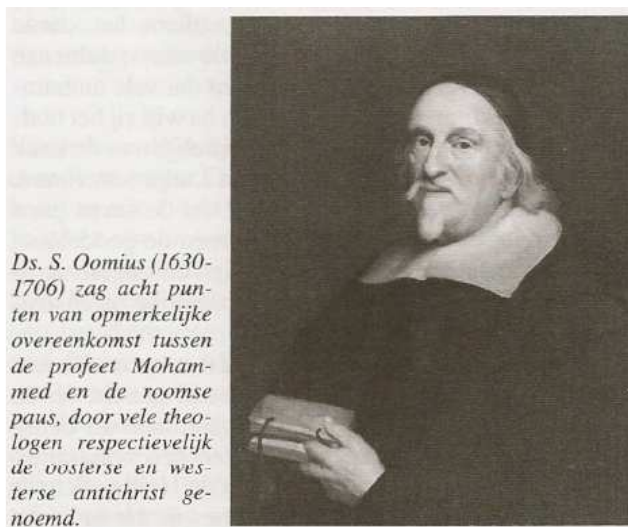 Ds. S. Oomius (1630-
1706) zag acht pun-
ten van opmerkelijke
overeenkomst tussen
de profeet Moham-
med en de roomse
paus, door vele theo-
logen respectievelijk
de oosterse en wes-
terse antichrist ge-
noemd.